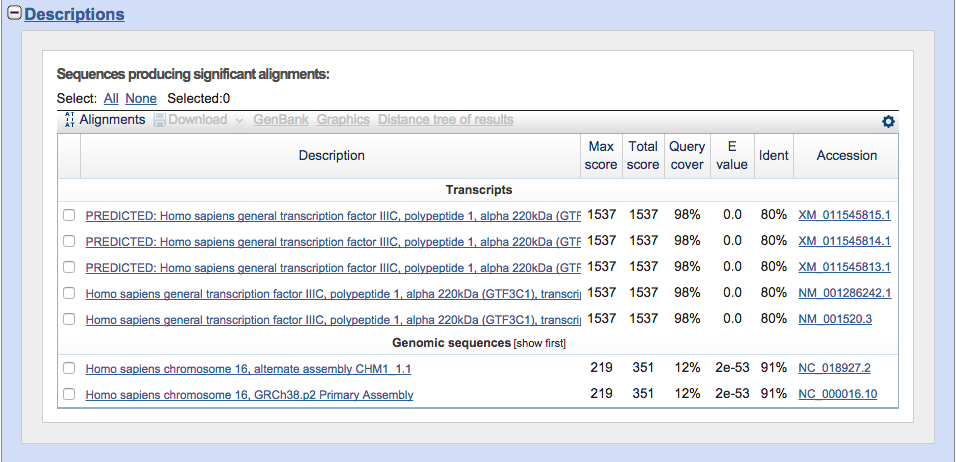 Descriptions
Sequences producing significant alignments:
Select: All None Selected:0
AT Alignments Download GenBank Graphics Distance tree of results
AT
Description Max score Total score Query cover E value Ident Accession
Transcripts
PREDICTED: Homo sapiens general transcription factor IIIC, polypeptide 1, alpha 220kDa (GTF 1537 1537 98% 0.0 80% XM_011545815.1
PREDICTED: Homo sapiens general transcription factor IIIC, polypeptide 1, alpha 220kDa (GTF 1537 1537 98% 0.0 80% XM_011545814.1
PREDICTED: Homo sapiens general transcription factor IIIC, polypeptide 1, alpha 220kDa (GTF 1537 1537 98% 0.0 80% XM_011545813.1
Homo sapiens general transcription factor IIIC, polypeptide 1, alpha 220kDa (GTF3C1), transcri 1537 1537 98% 0.0 80% NM_001286242.1
Homo sapiens general transcription factor IIIC, polypeptide 1, alpha 220kDa (GTF3C1), transcri 1537 1537 98% 0.0 80% NM_001520.3
Genomic sequences [show first]
Homo sapiens chromosome 16, alternate assembly CHM1_1.1 219 351 12% 2e-53 91% NC_018927.2
Homo sapiens chromosome 16, GRCh38.p2 Primary Assembly 219 351 12% 2e-53 91% NC_000016.10